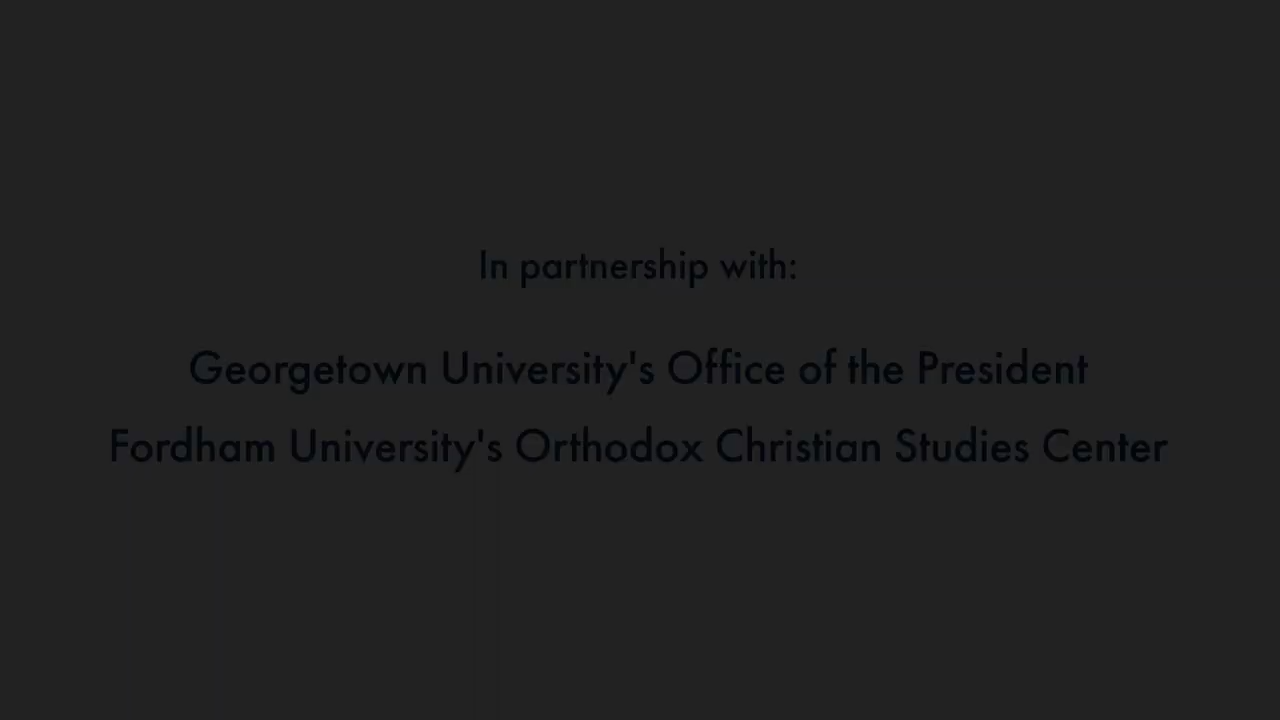 In partnership with:
Georgetown University's Office of the President
Fordham University's Orthodox Christian Studies Center